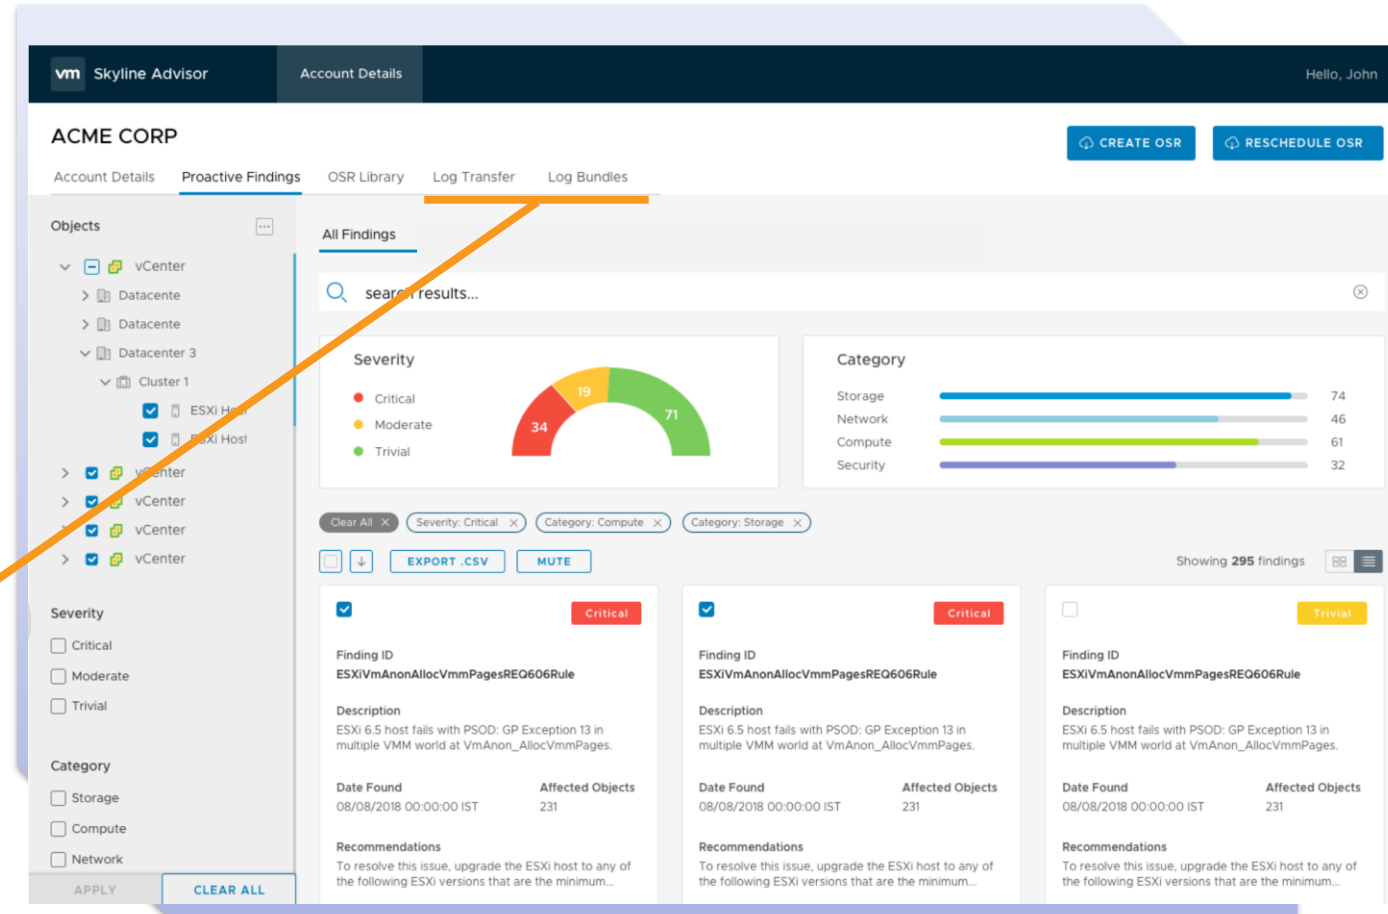 vm Skyline Advisor
Account Details
Hello, John
ACME CORP
CREATE OSR
RESCHEDULE OSR
Account Details
Proactive Findings
OSR Library
Log Transfer
Log Bundles
Objects
vCenter
Datacente
Datacente
Datacenter 3
Cluster 1
ESXi Host
ESXi Host
vCenter
vCenter
vCenter
vCenter
Severity
Critical
Moderate
Trivial
Category
Storage
Compute
Network
APPLY
CLEAR ALL
All Findings
search results...
Severity
Critical
Moderate
Trivial
34
19
71
Category
Storage 74
Network 46
Compute 61
Security 32
Clear All
Severity: Critical
Category: Compute
Category: Storage
EXPORT .CSV
MUTE
Showing 295 findings
Critical
Finding ID
ESXiVmAnonAllocVmmPagesREQ606Rule
Description
ESXi 6.5 host fails with PSOD: GP Exception 13 in
multiple VMM world at VmAnon_AllocVmmPages.
Date Found Affected Objects
08/08/2018 00:00:00 IST 231
Recommendations
To resolve this issue, upgrade the ESXi host to any of
the following ESXi versions that are the minimum...
Critical
Finding ID
ESXiVmAnonAllocVmmPagesREQ606Rule
Description
ESXi 6.5 host fails with PSOD: GP Exception 13 in
multiple VMM world at VmAnon_AllocVmmPages.
Date Found Affected Objects
08/08/2018 00:00:00 IST 231
Recommendations
To resolve this issue, upgrade the ESXi host to any of
the following ESXi versions that are the minimum...
Trivial
Finding ID
ESXiVmAnonAllocVmmPagesREQ606Rule
Description
ESXi 6.5 host fails with PSOD: GP Exception 13 in
multiple VMM world at VmAnon_AllocVmmPages.
Date Found Affected Objects
08/08/2018 00:00:00 IST 231
Recommendations
To resolve this issue, upgrade the ESXi host to any of
the following ESXi versions that are the minimum...